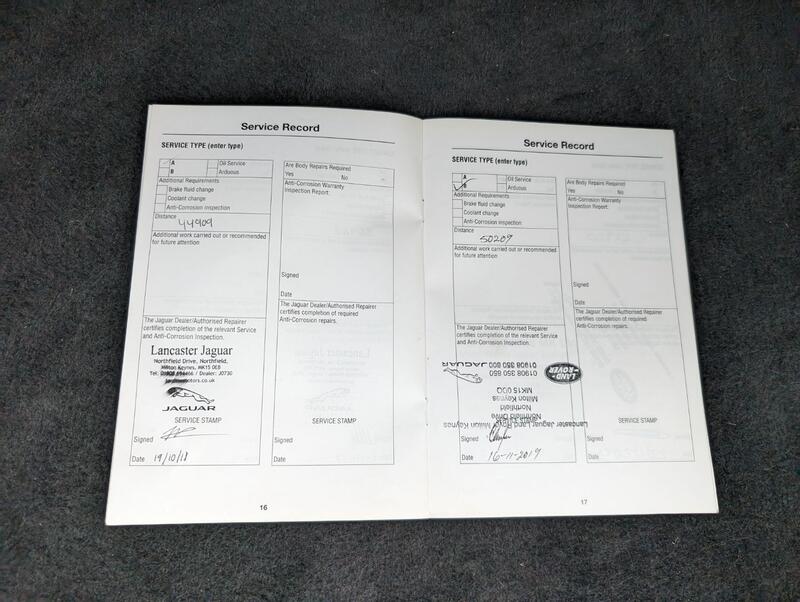 Service Record
SERVICE TYPE (enter type)
A
Oil Service
B
Arduous
Additional Requirements
Brake fluid change
Coolant change
Anti-Corrosion inspection
Distance
44909
Additional work carried out or recommended
for future attention
The Jaguar Dealer/Authorised Repairer
certifies completion of the relevant Service
and Anti-Corrosion Inspection.
Lancaster Jaguar
Northfield Drive, Northfield,
Milton Keynes, MK15 0EB
Tel: / Dealer: J0730
JAGUAR
SERVICE STAMP
Signed
Date 19/10/18
Are Body Repairs Required
Yes No
Anti-Corrosion Warranty
Inspection Report:
Signed
Date
The Jaguar Dealer/Authorised Repairer
certifies completion of required
Anti-Corrosion repairs.
SERVICE STAMP
Signed
Date
16
Service Record
SERVICE TYPE (enter type)
A
Oil Service
B
Arduous
Additional Requirements
Brake fluid change
Coolant change
Anti-Corrosion inspection
Distance
50209
Additional work carried out or recommended
for future attention
The Jaguar Dealer/Authorised Repairer
certifies completion of the relevant Service
and Anti-Corrosion Inspection.
Lancaster Jaguar Land Rover Milton Keynes
Northfield Drive
Northfield
Milton Keynes
MK15 0DQ
01908 350 850
01908 350 800
JAGUAR
LAND ROVER
Signed
Date 16-11-2019
Are Body Repairs Required
Yes No
Anti-Corrosion Warranty
Inspection Report:
Signed
Date
The Jaguar Dealer/Authorised Repairer
certifies completion of required
Anti-Corrosion repairs.
SERVICE STAMP
Signed
Date
17